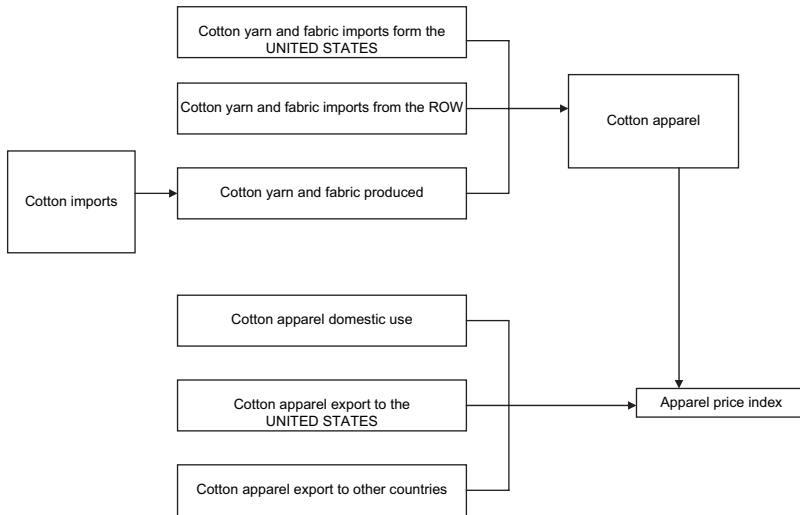 Cotton yarn and fabric imports form the
UNITED STATES
Cotton yarn and fabric imports from the ROW
Cotton apparel
Cotton imports
Cotton yarn and fabric produced
Cotton apparel domestic use
Cotton apparel export to the
UNITED STATES
Apparel price index
Cotton apparel export to other countries